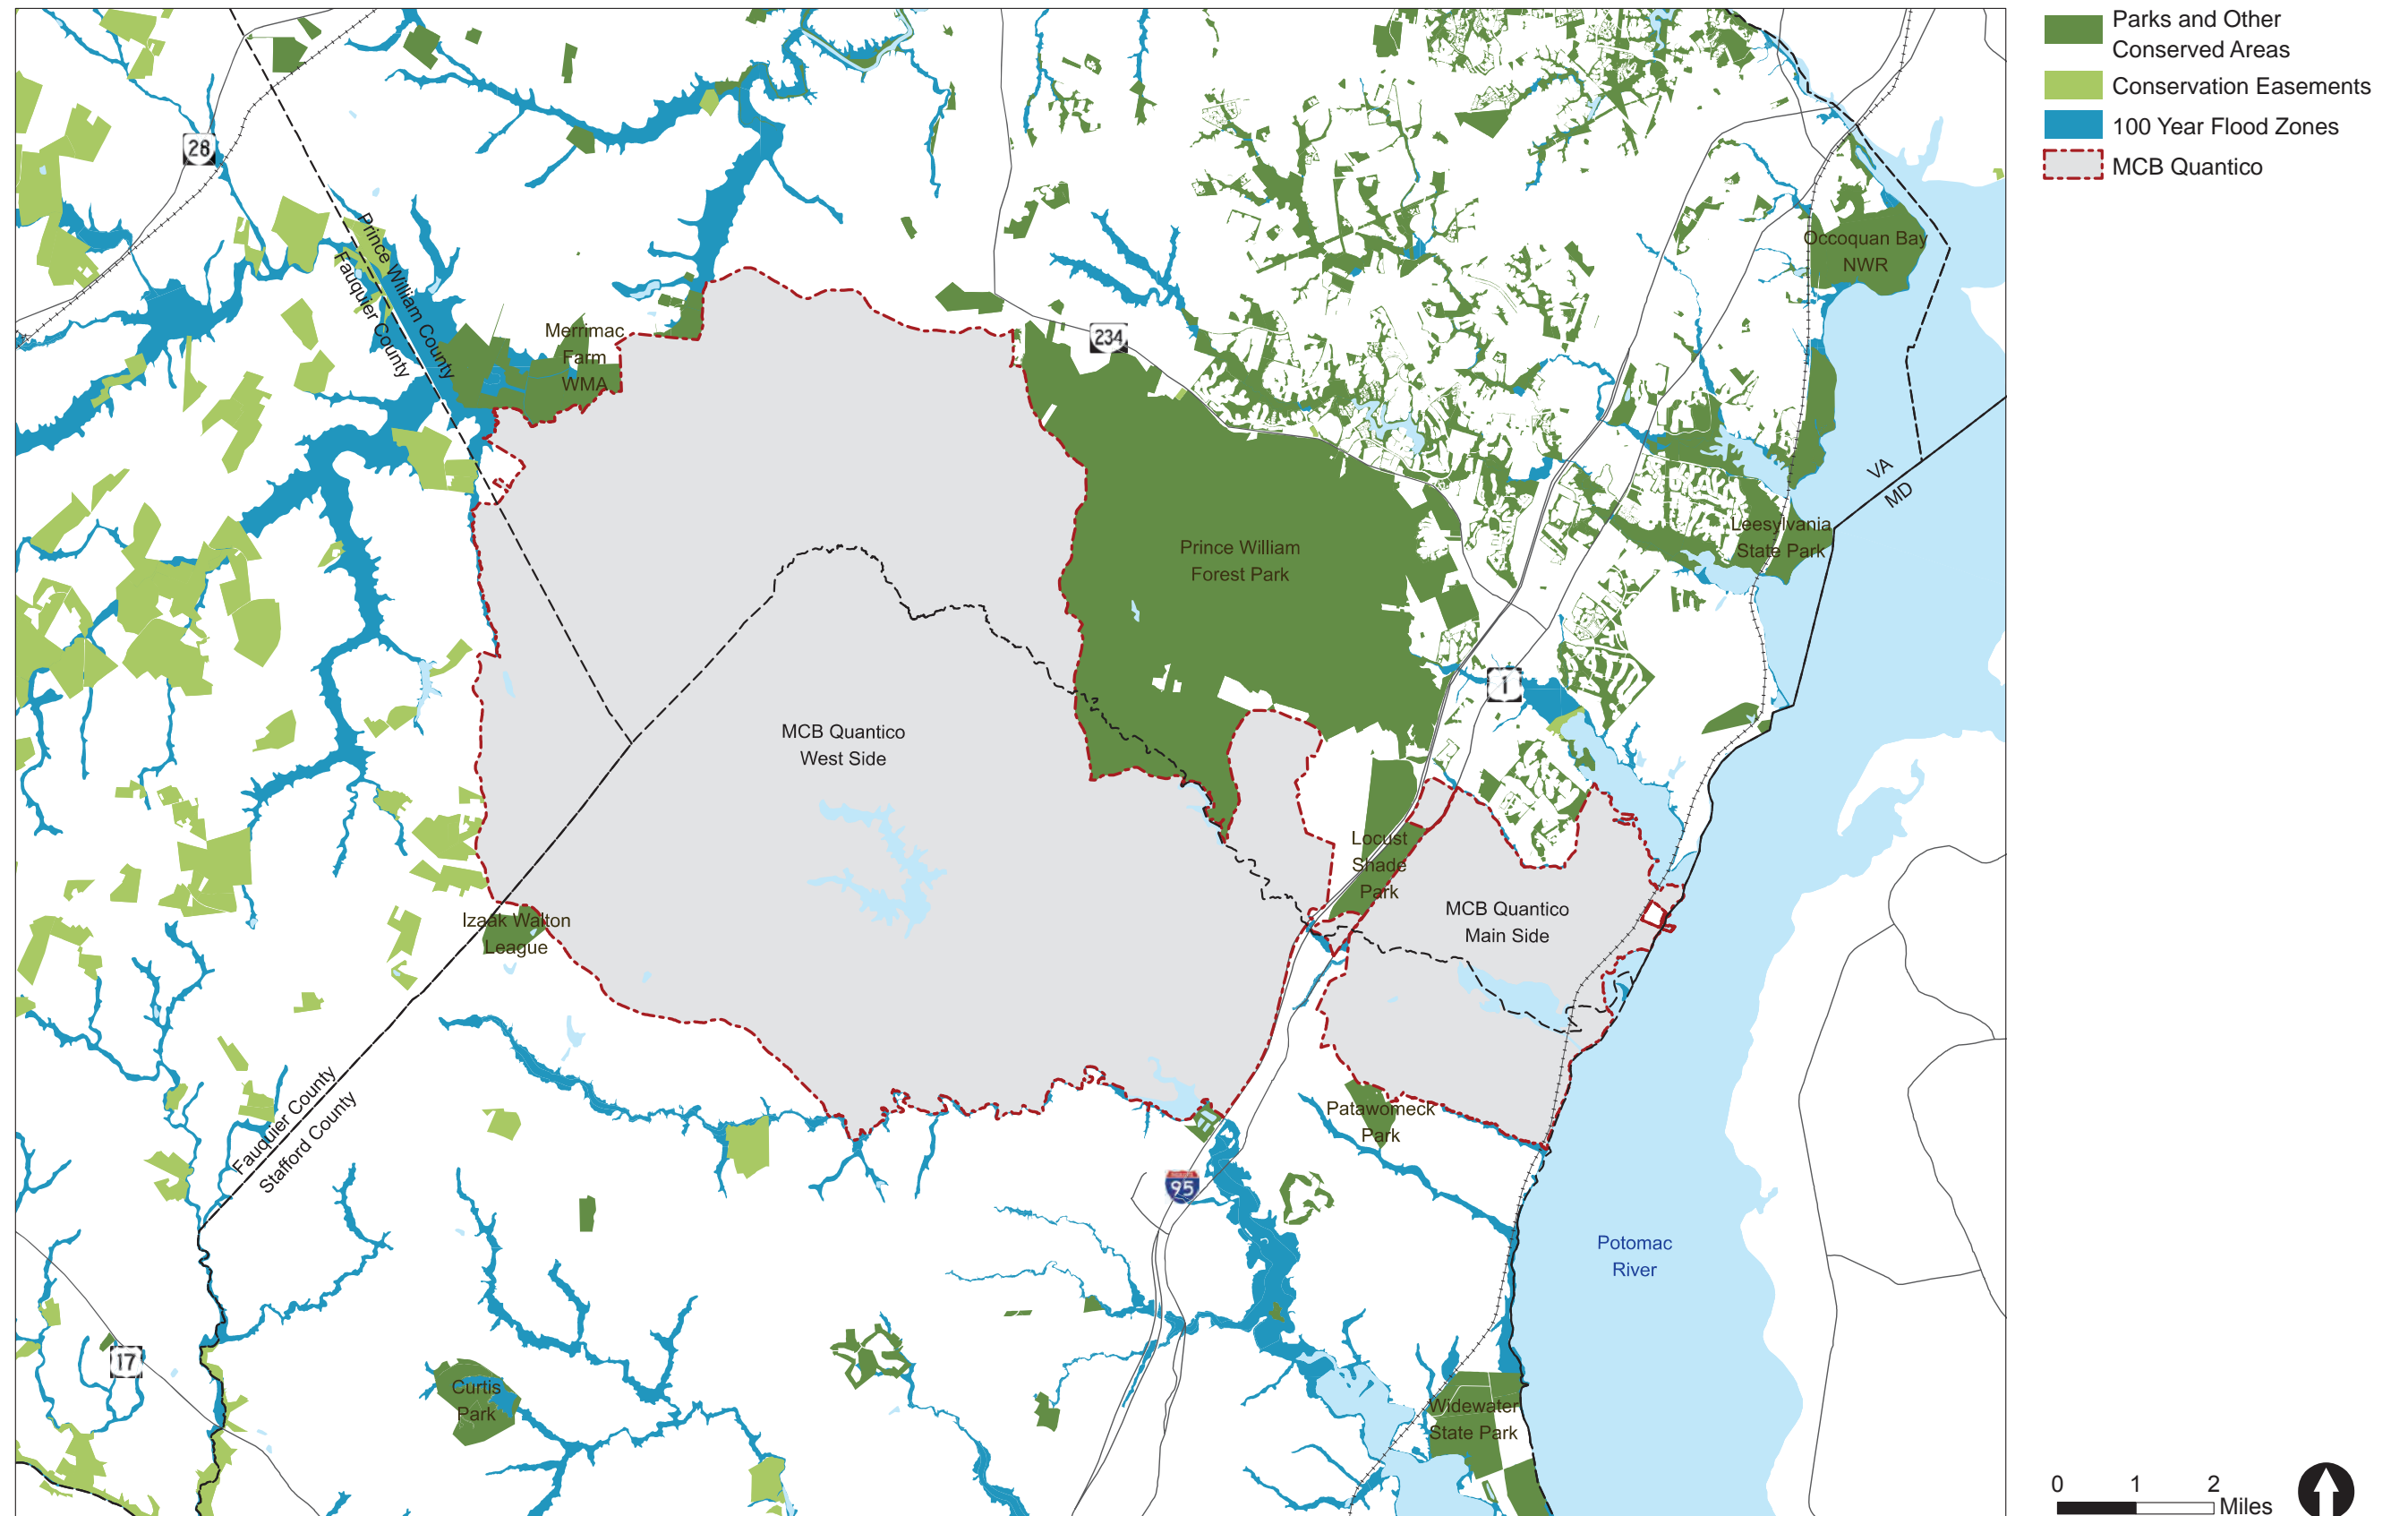 Parks and Other
Conserved Areas
Conservation Easements
100 Year Flood Zones
MCB Quantico
28
Prince William County
Fauquier County
Merrimac
Farm
WMA
234
Occoquan Bay
NWR
VA
MD
Leesylvania
State Park
Prince William
Forest Park
1
MCB Quantico
West Side
Locust
Shade
Park
MCB Quantico
Main Side
Izaak Walton
League
Fauquier County
Stafford County
Patawomeck
Park
95
Potomac
River
17
Curtis
Park
Widewater
State Park
0 1 2
Miles